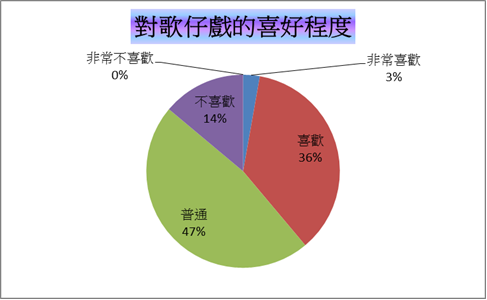 對歌仔戲的喜好程度
非常不喜歡
0%
非常喜歡
3%
不喜歡
14%
喜歡
36%
普通
47%